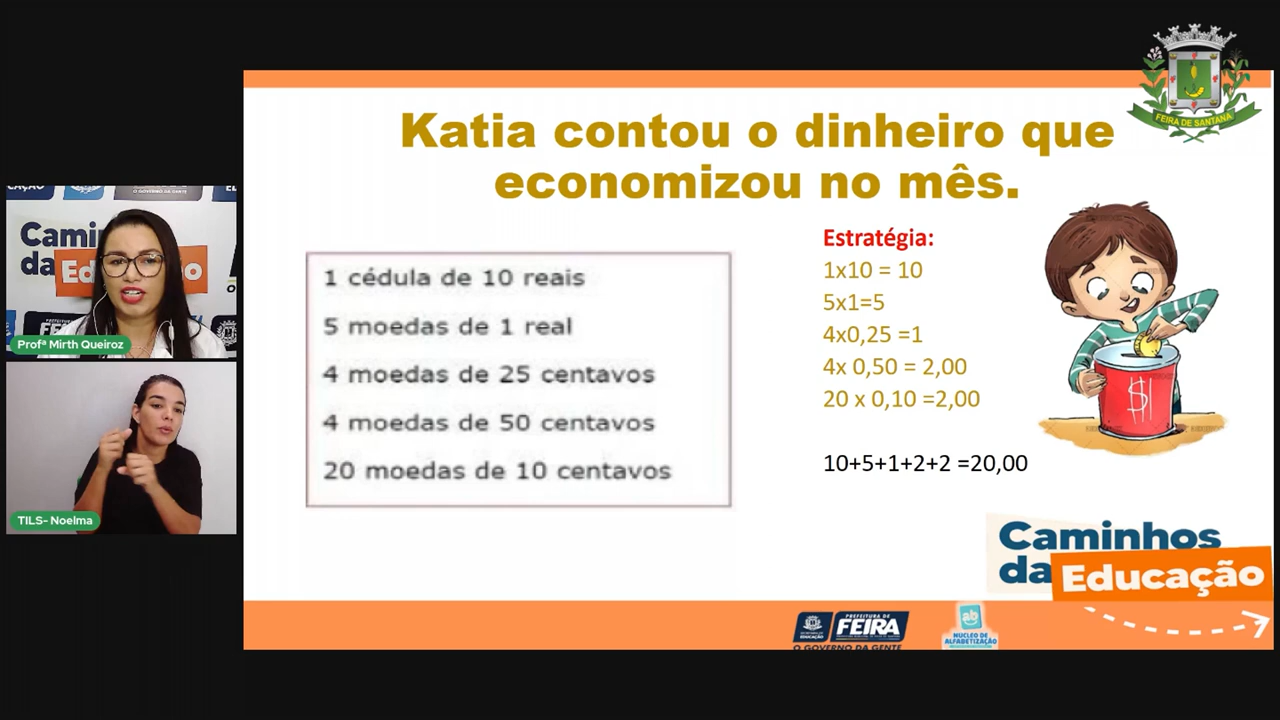 FEIRA DE SANTANA
Katia contou o dinheiro que
economizou no mês.
1 cédula de 10 reais
5 moedas de 1 real
4 moedas de 25 centavos
4 moedas de 50 centavos
20 moedas de 10 centavos
Estratégia:
1x10 = 10
5x1=5
4x0,25 =1
4x 0,50 = 2,00
20 x 0,10 =2,00
10+5+1+2+2 =20,00
$
Profª Mirth Queiroz
TILS- Noelma
Caminhos
da Educação
PREFEITURA DE
FEIRA
O GOVERNO DA GENTE
ab
NÚCLEO DE
ALFABETIZAÇÃO